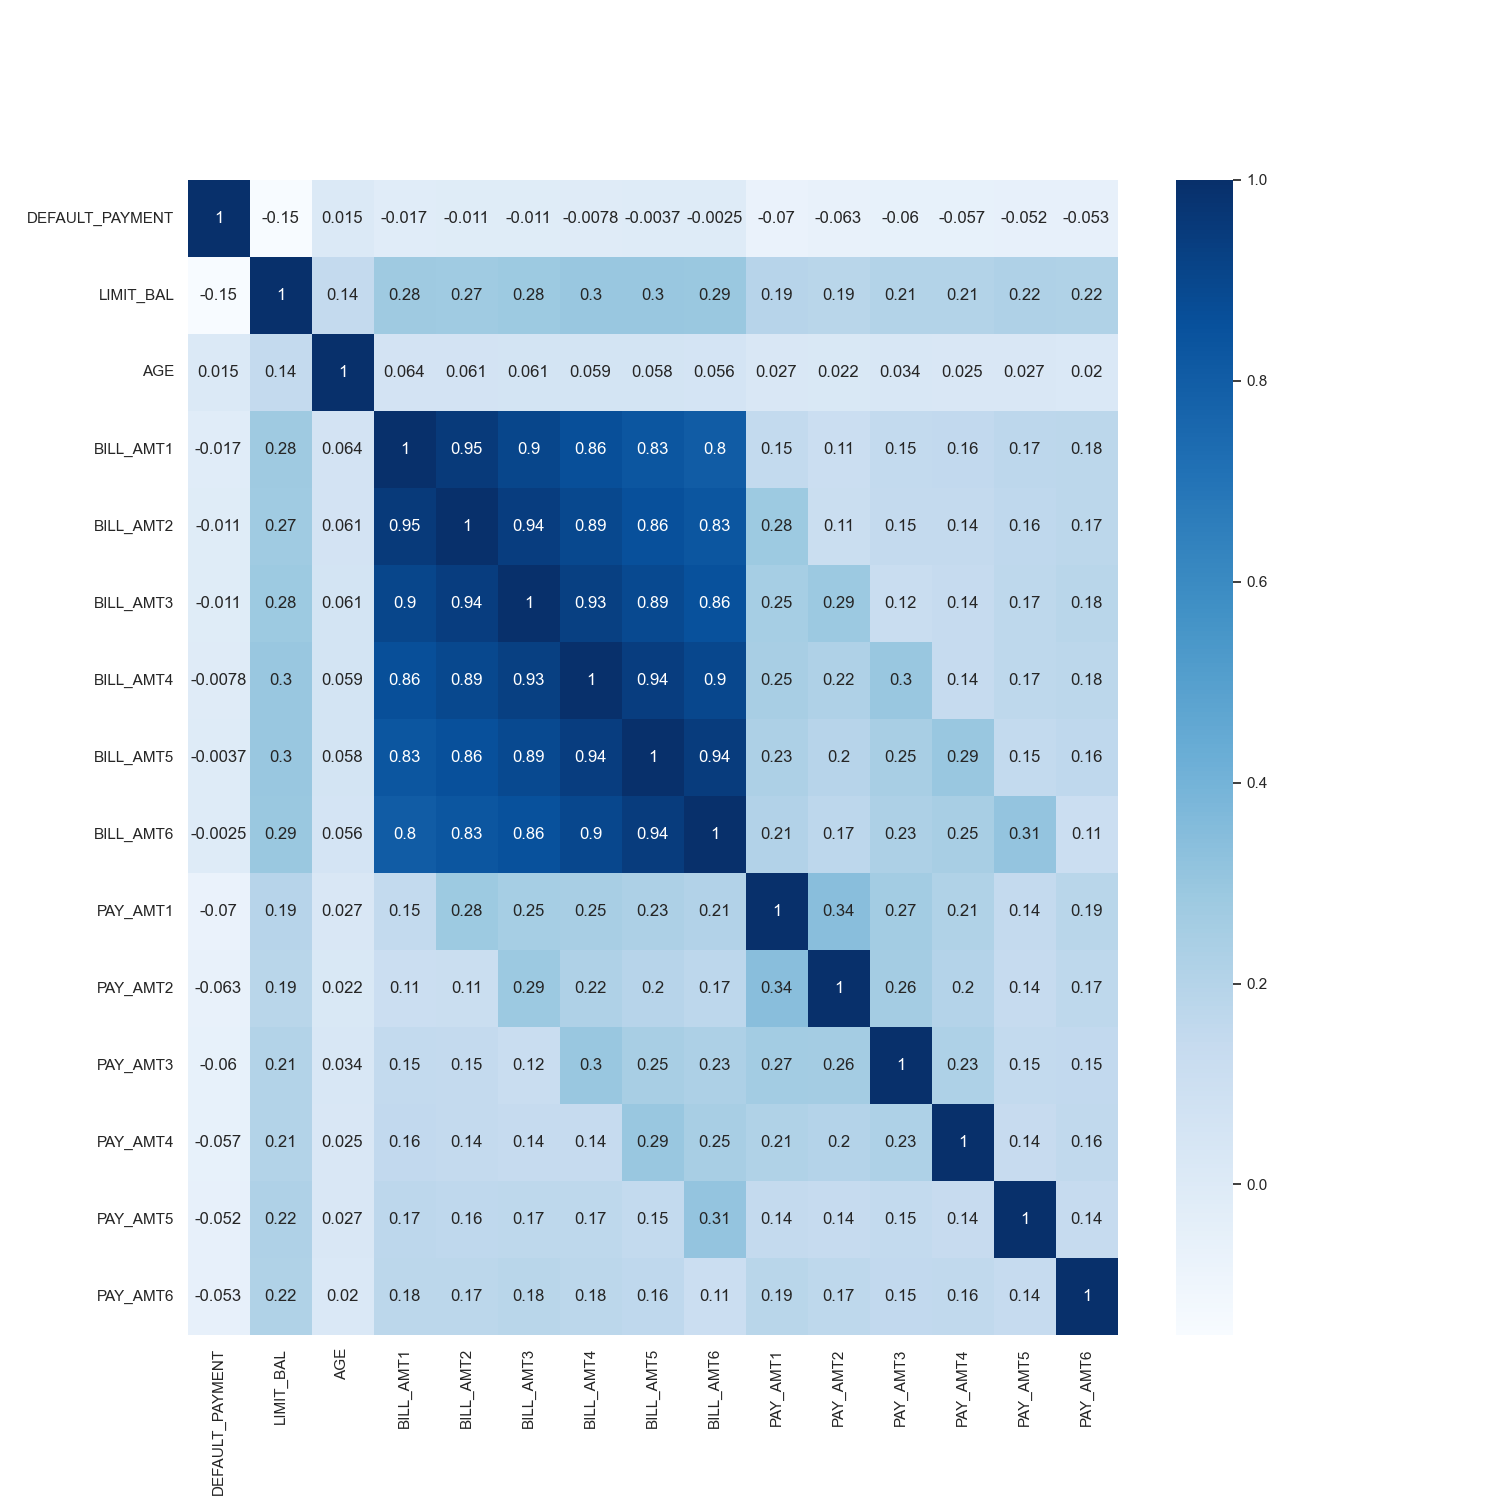 DEFAULT_PAYMENT 1 -0.15 0.015 -0.017 -0.011 -0.011 -0.0078 -0.0037 -0.0025 -0.07 -0.063 -0.06 -0.057 -0.052 -0.053
LIMIT_BAL -0.15 1 0.14 0.28 0.27 0.28 0.3 0.3 0.29 0.19 0.19 0.21 0.21 0.22 0.22
AGE 0.015 0.14 1 0.064 0.061 0.061 0.059 0.058 0.056 0.027 0.022 0.034 0.025 0.027 0.02
BILL_AMT1 -0.017 0.28 0.064 1 0.95 0.9 0.86 0.83 0.8 0.15 0.11 0.15 0.16 0.17 0.18
BILL_AMT2 -0.011 0.27 0.061 0.95 1 0.94 0.89 0.86 0.83 0.28 0.11 0.15 0.14 0.16 0.17
BILL_AMT3 -0.011 0.28 0.061 0.9 0.94 1 0.93 0.89 0.86 0.25 0.29 0.12 0.14 0.17 0.18
BILL_AMT4 -0.0078 0.3 0.059 0.86 0.89 0.93 1 0.94 0.9 0.25 0.22 0.3 0.14 0.17 0.18
BILL_AMT5 -0.0037 0.3 0.058 0.83 0.86 0.89 0.94 1 0.94 0.23 0.2 0.25 0.29 0.15 0.16
BILL_AMT6 -0.0025 0.29 0.056 0.8 0.83 0.86 0.9 0.94 1 0.21 0.17 0.23 0.25 0.31 0.11
PAY_AMT1 -0.07 0.19 0.027 0.15 0.28 0.25 0.25 0.23 0.21 1 0.34 0.27 0.21 0.14 0.19
PAY_AMT2 -0.063 0.19 0.022 0.11 0.11 0.29 0.22 0.2 0.17 0.34 1 0.26 0.2 0.14 0.17
PAY_AMT3 -0.06 0.21 0.034 0.15 0.15 0.12 0.3 0.25 0.23 0.27 0.26 1 0.23 0.15 0.15
PAY_AMT4 -0.057 0.21 0.025 0.16 0.14 0.14 0.14 0.29 0.25 0.21 0.2 0.23 1 0.14 0.16
PAY_AMT5 -0.052 0.22 0.027 0.17 0.16 0.17 0.17 0.15 0.31 0.14 0.14 0.15 0.14 1 0.14
PAY_AMT6 -0.053 0.22 0.02 0.18 0.17 0.18 0.18 0.16 0.11 0.19 0.17 0.15 0.16 0.14 1
DEFAULT_PAYMENT LIMIT_BAL AGE BILL_AMT1 BILL_AMT2 BILL_AMT3 BILL_AMT4 BILL_AMT5 BILL_AMT6 PAY_AMT1 PAY_AMT2 PAY_AMT3 PAY_AMT4 PAY_AMT5 PAY_AMT6
1.0
0.8
0.6
0.4
0.2
0.0